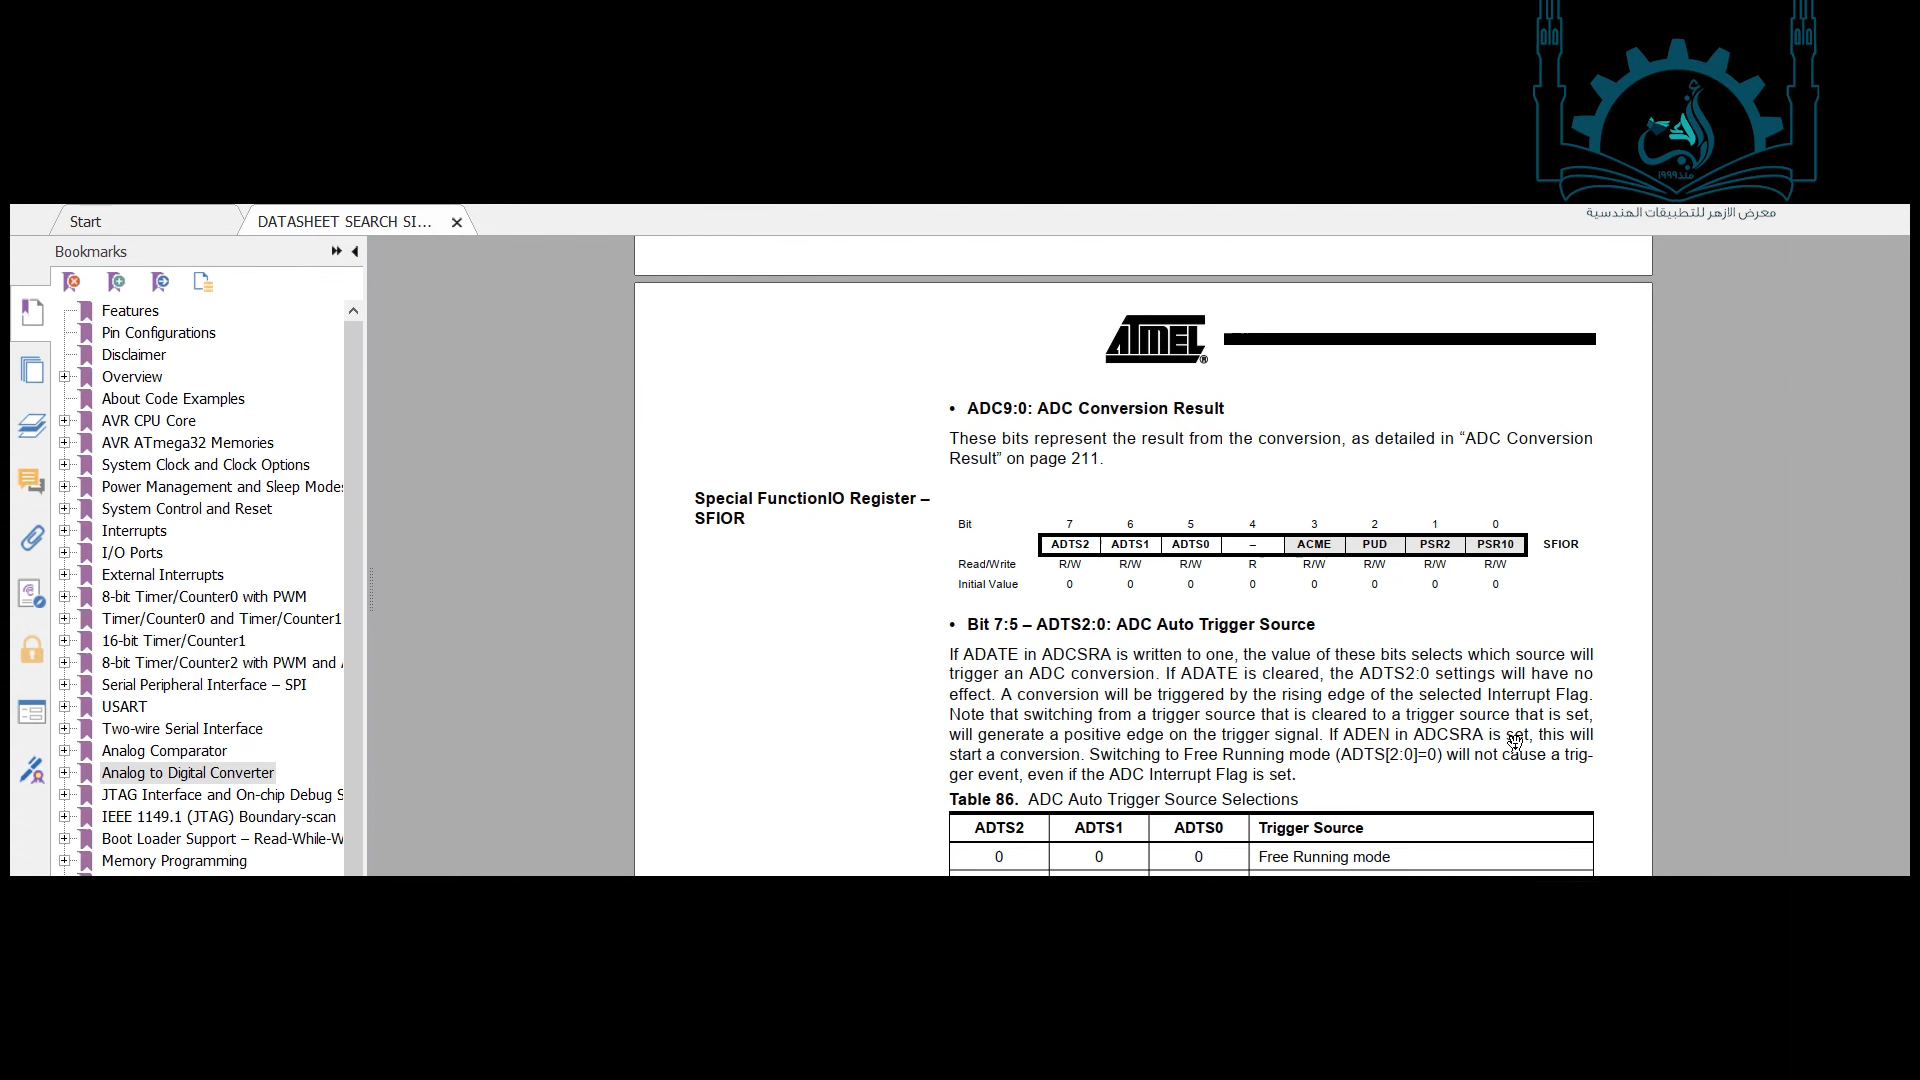 منذ ١٩٩٩
معرض الازهر للتطبيقات الهندسية
Start
DATASHEET SEARCH SI...
Bookmarks
Features
Pin Configurations
Disclaimer
Overview
About Code Examples
AVR CPU Core
AVR ATmega32 Memories
System Clock and Clock Options
Power Management and Sleep Modes
System Control and Reset
Interrupts
I/O Ports
External Interrupts
8-bit Timer/Counter0 with PWM
Timer/Counter0 and Timer/Counter1
16-bit Timer/Counter1
8-bit Timer/Counter2 with PWM and
Serial Peripheral Interface – SPI
USART
Two-wire Serial Interface
Analog Comparator
Analog to Digital Converter
JTAG Interface and On-chip Debug S
IEEE 1149.1 (JTAG) Boundary-scan
Boot Loader Support – Read-While-W
Memory Programming
ATMEL®
• ADC9:0: ADC Conversion Result
These bits represent the result from the conversion, as detailed in “ADC Conversion
Result” on page 211.
Special FunctionIO Register –
SFIOR
Bit 7 6 5 4 3 2 1 0
ADTS2 ADTS1 ADTS0 – ACME PUD PSR2 PSR10 SFIOR
Read/Write R/W R/W R/W R R/W R/W R/W R/W
Initial Value 0 0 0 0 0 0 0 0
• Bit 7:5 – ADTS2:0: ADC Auto Trigger Source
If ADATE in ADCSRA is written to one, the value of these bits selects which source will
trigger an ADC conversion. If ADATE is cleared, the ADTS2:0 settings will have no
effect. A conversion will be triggered by the rising edge of the selected Interrupt Flag.
Note that switching from a trigger source that is cleared to a trigger source that is set,
will generate a positive edge on the trigger signal. If ADEN in ADCSRA is set, this will
start a conversion. Switching to Free Running mode (ADTS[2:0]=0) will not cause a trig-
ger event, even if the ADC Interrupt Flag is set.
Table 86. ADC Auto Trigger Source Selections
ADTS2 ADTS1 ADTS0 Trigger Source
0 0 0 Free Running mode